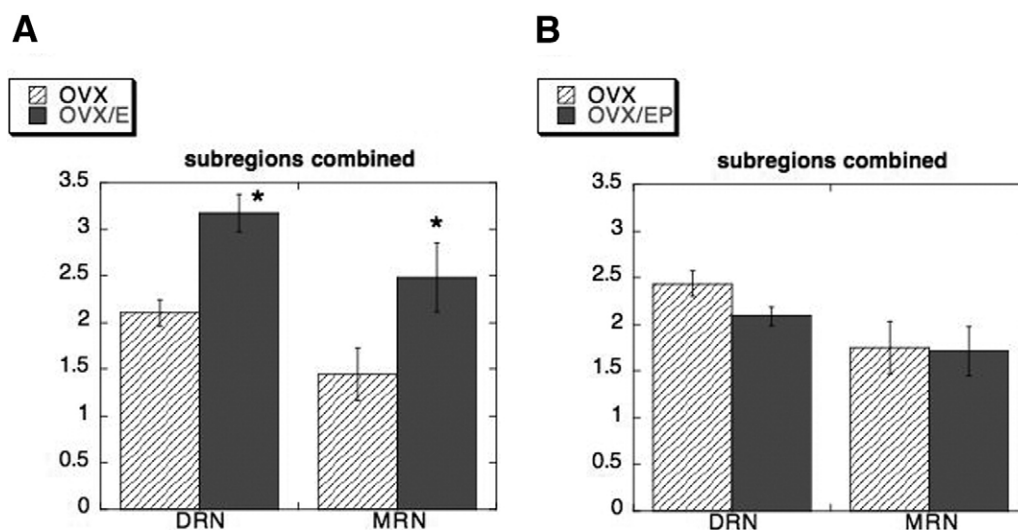 A
OVX
OVX/E
subregions combined
3.5
3
2.5
2
1.5
1
0.5
0
*
*
DRN
MRN
B
OVX
OVX/EP
subregions combined
3.5
3
2.5
2
1.5
1
0.5
0
DRN
MRN